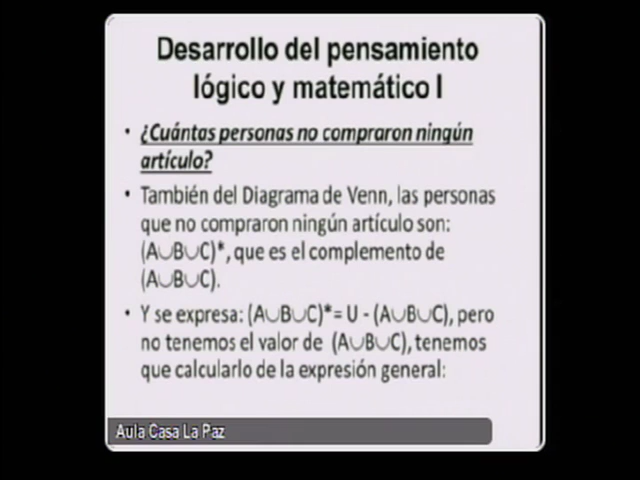 Desarrollo del pensamiento
lógico y matemático I
• ¿Cuántas personas no compraron ningún
artículo?
• También del Diagrama de Venn, las personas
que no compraron ningún artículo son:
(A∪B∪C)*, que es el complemento de
(A∪B∪C).
• Y se expresa: (A∪B∪C)*= U - (A∪B∪C), pero
no tenemos el valor de (A∪B∪C), tenemos
que calcularlo de la expresión general:
Aula Casa La Paz